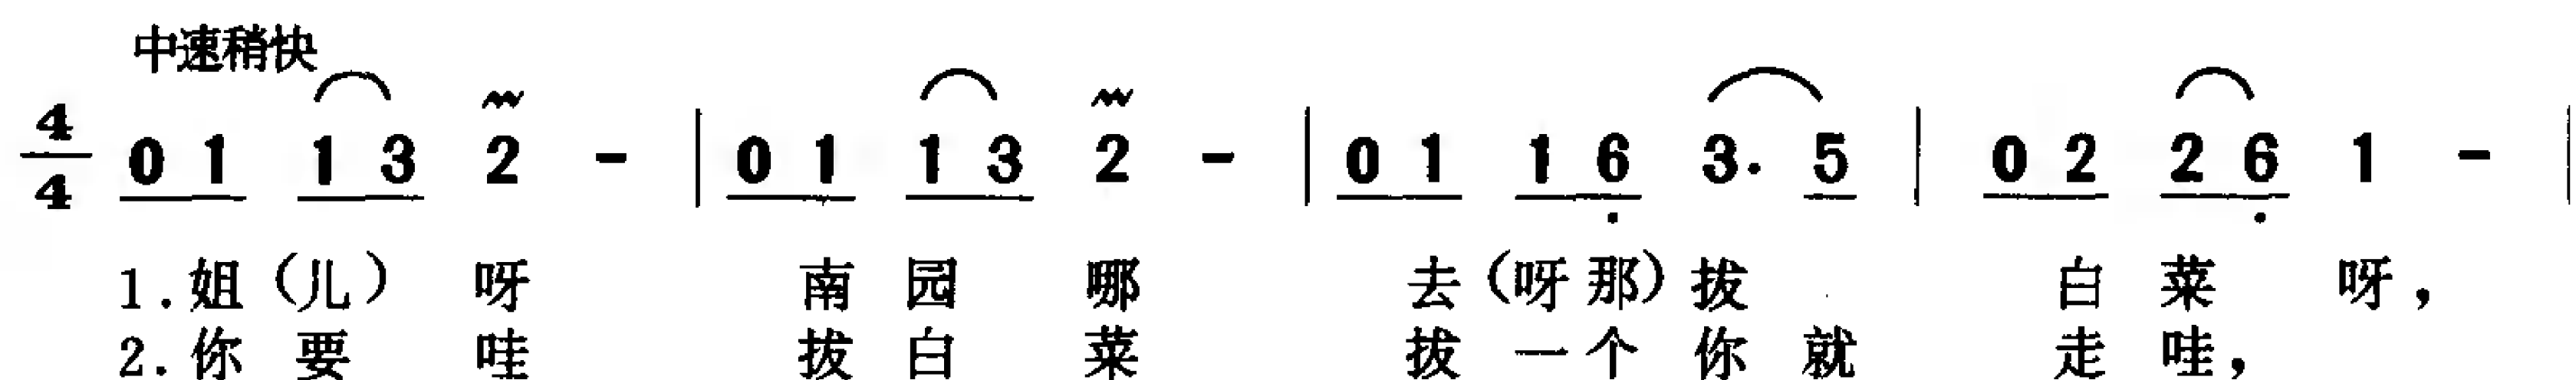 中速稍快
4/4 0 1 1 3 2 - | 0 1 1 3 2 - | 0 1 1 6 3. 5 | 0 2 2 6 1 - |
1.姐(儿) 呀 南园哪 去(呀那)拔 白菜 呀,
2.你要 哇 拔白 菜 拔一个你就 走哇,